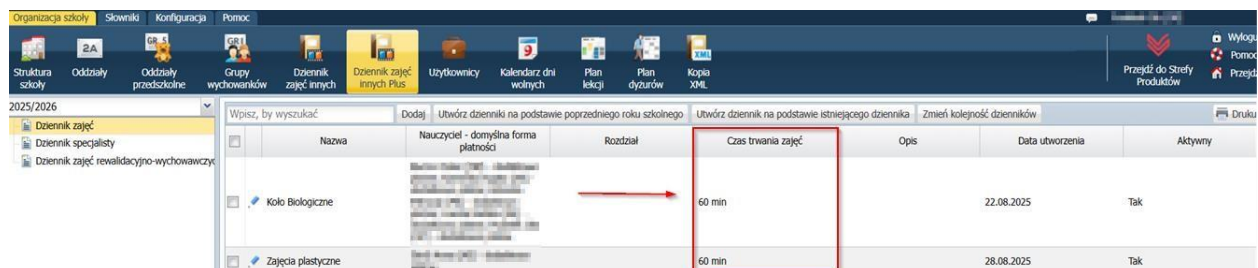 Organizacja szkoły Słowniki Konfiguracja Pomoc
Struktura szkoły
2A Oddziały
GR 5 Oddziały przedszkolne
GR I Grupy wychowanków
Dziennik zajęć innych
Dziennik zajęć innych Plus
Użytkownicy
9 Kalendarz dni wolnych
Plan lekcji
Plan dyżurów
XML Kopia XML
Przejdź do Strefy Produktów
Wylogu
Pomoc
Przejdź
2025/2026
Dziennik zajęć
Dziennik specjalisty
Dziennik zajęć rewalidacyjno-wychowawczyc
Wpisz, by wyszukać Dodaj Utwórz dzienniki na podstawie poprzedniego roku szkolnego Utwórz dziennik na podstawie istniejącego dziennika Zmień kolejność dzienników Druku
Nazwa Nauczyciel - domyślna forma płatności Rozdział Czas trwania zajęć Opis Data utworzenia Aktywny
Koło Biologiczne 60 min 22.08.2025 Tak
Zajęcia plastyczne 60 min 28.08.2025 Tak